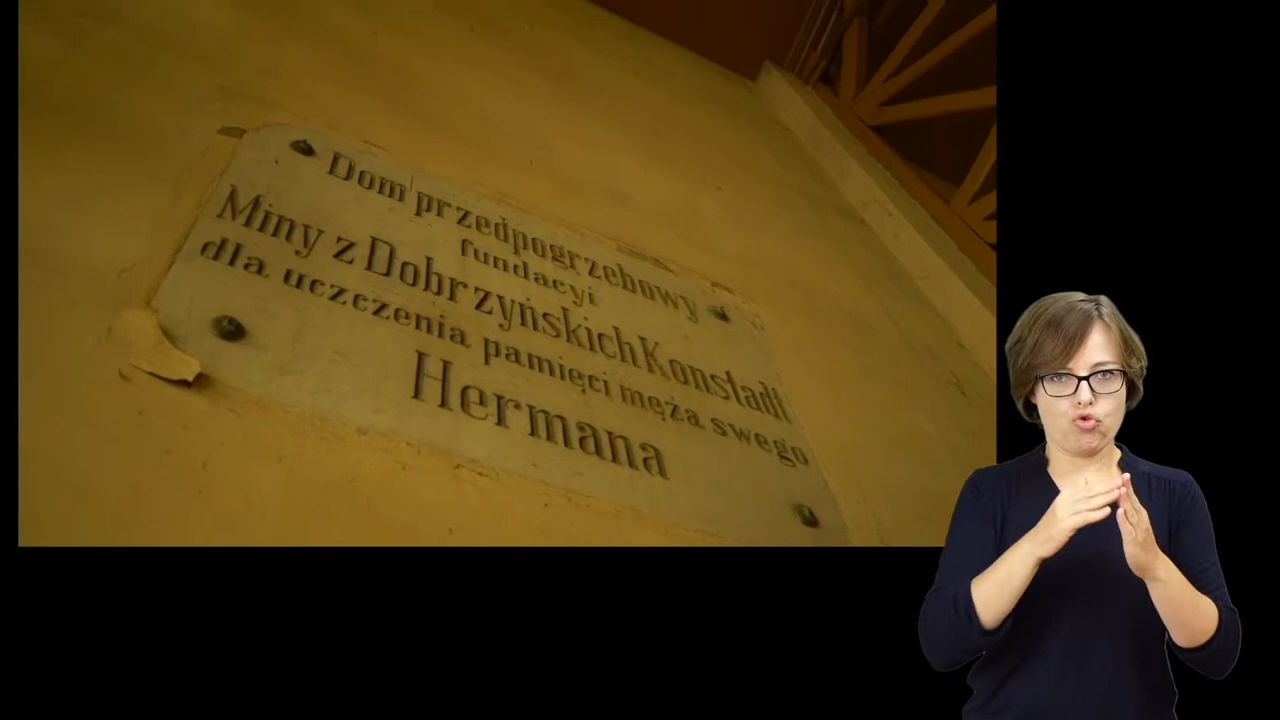 Dom przedpogrzebowy
fundacyi
Miny z Dobrzyńskich Konstadt
dla uczczenia pamięci męża swego
Hermana